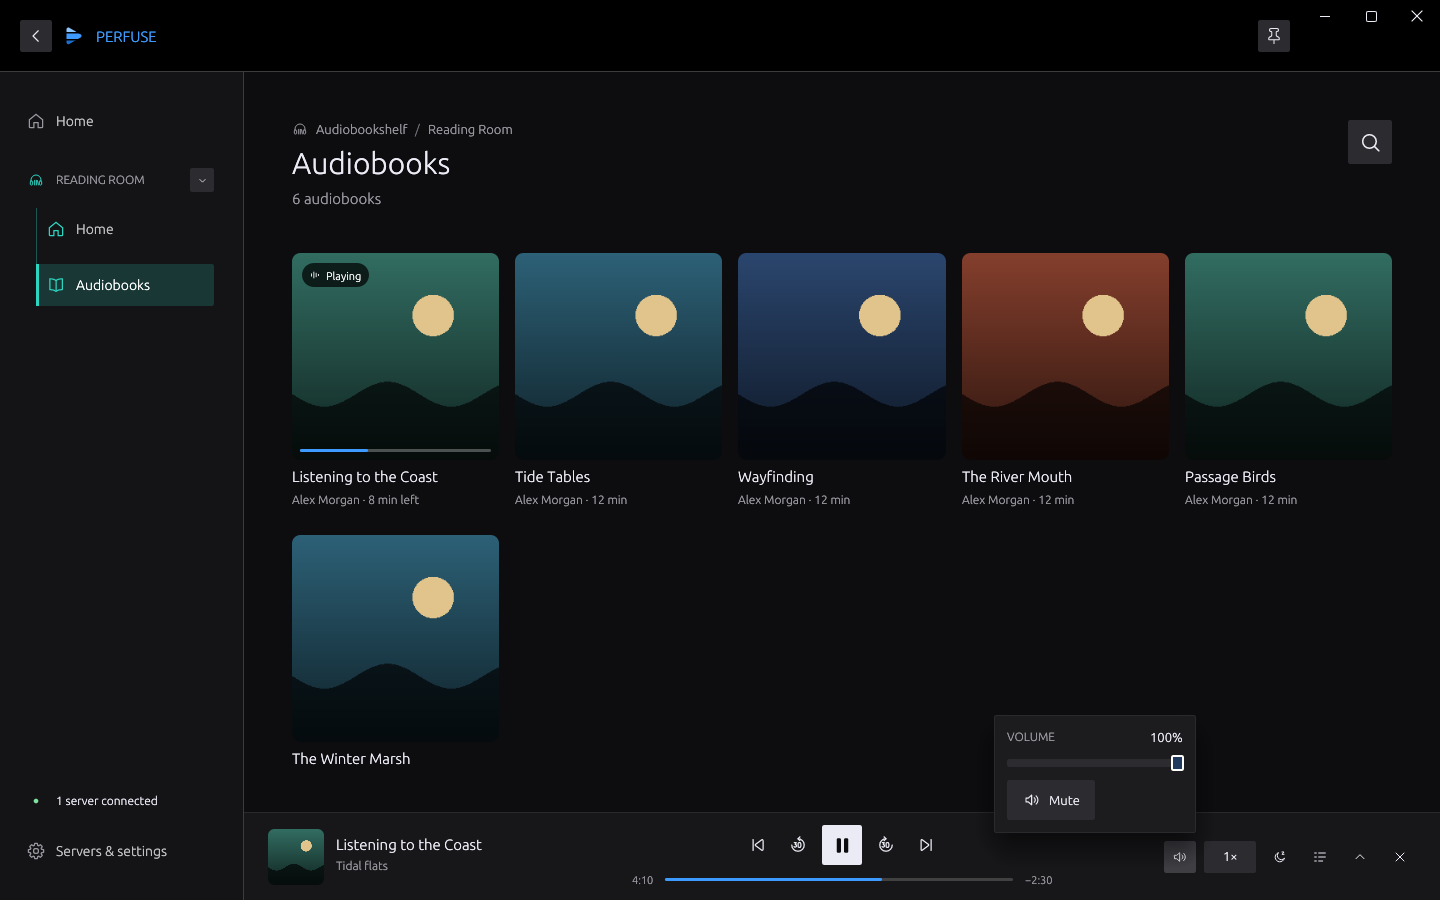 PERFUSE
Home
READING ROOM
Home
Audiobooks
1 server connected
Servers & settings
Audiobookshelf / Reading Room
Audiobooks
6 audiobooks
Playing
Listening to the Coast
Alex Morgan · 8 min left
Tide Tables
Alex Morgan · 12 min
Wayfinding
Alex Morgan · 12 min
The River Mouth
Alex Morgan · 12 min
Passage Birds
Alex Morgan · 12 min
The Winter Marsh
VOLUME 100%
Mute
Listening to the Coast
Tidal flats
30
30
4:10
−2:30
1×